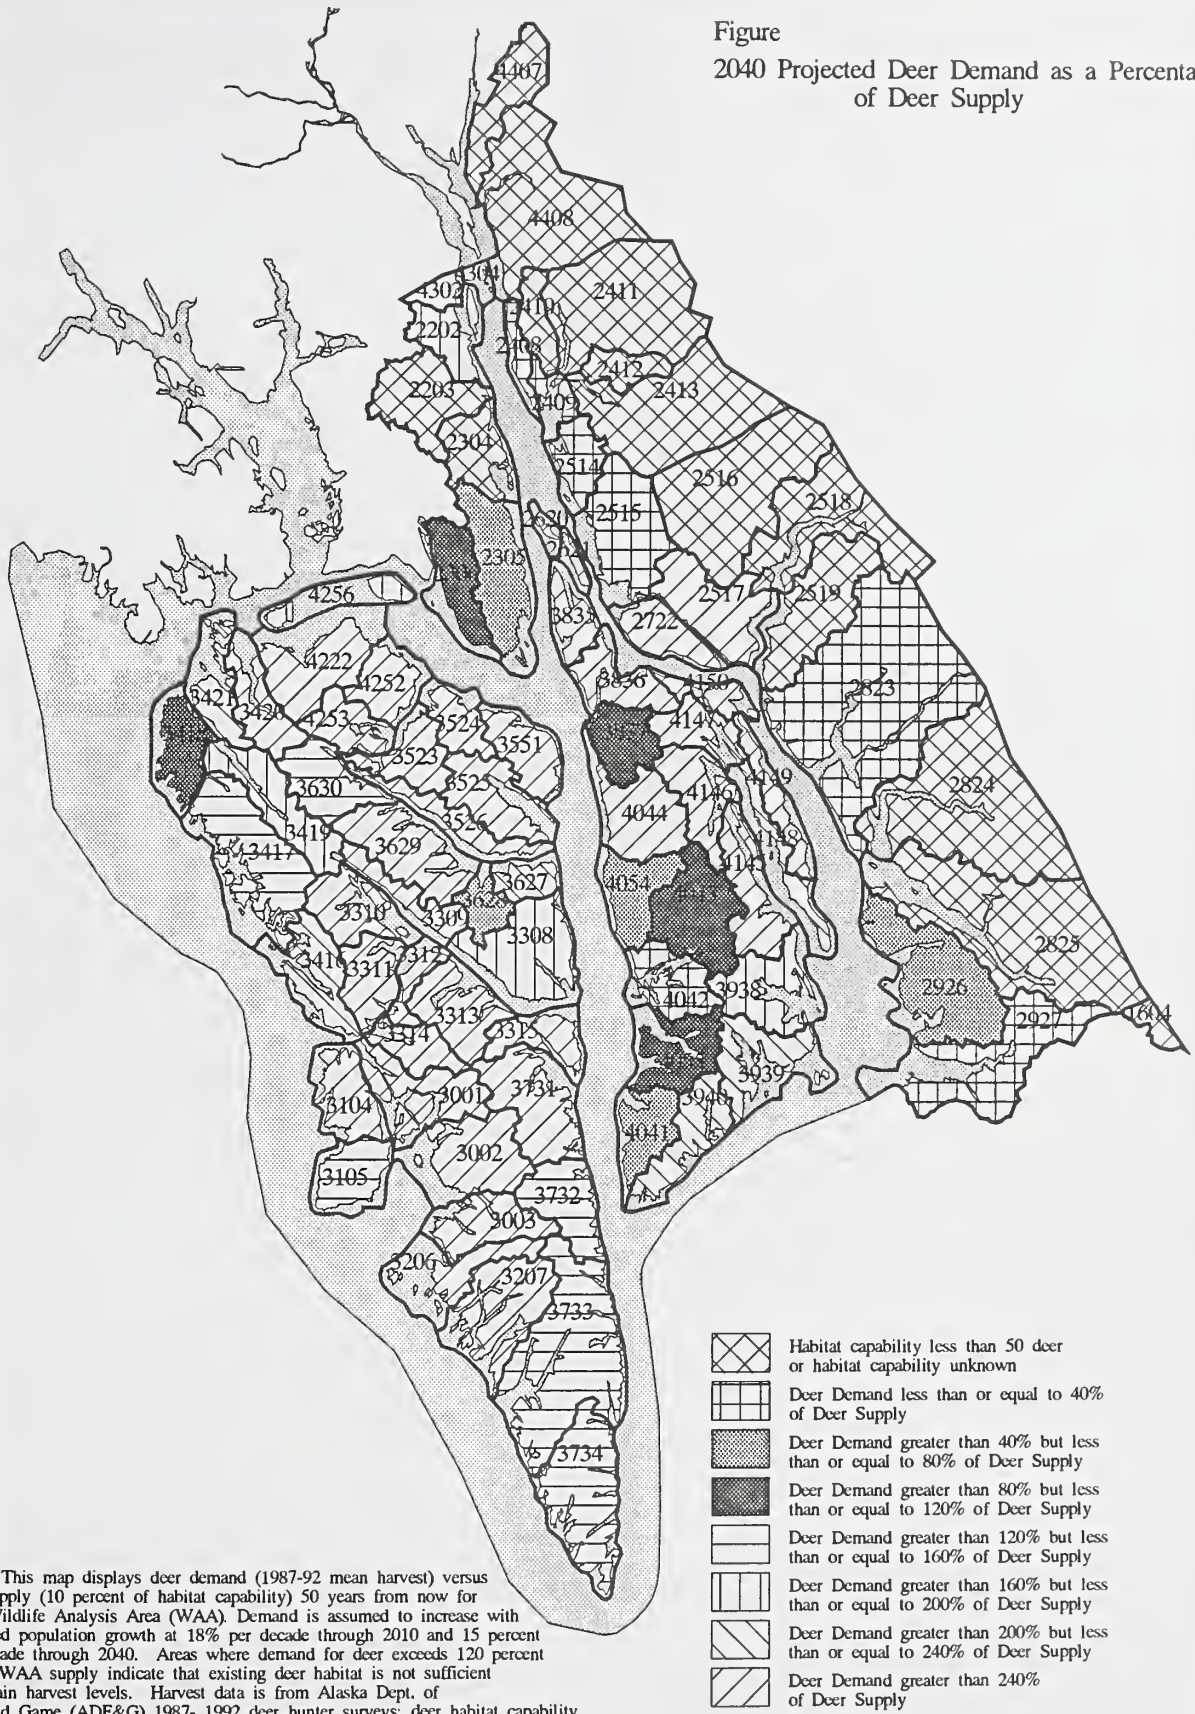 Figure
2040 Projected Deer Demand as a Percenta
of Deer Supply
4407
4408
4302
2411
2202
2412
2413
2203
2409
2304
2514
2516
2518
2515
2305
4256
2517
2519
3835
2722
4222
3836
4150
2823
4252
3421
3420
4253
3524
4147
3551
3523
3630
3525
4149
2824
4146
4044
3526
3419
4148
3629
3417
4054
3627
3628
3310
3309
3308
2825
3311
3938
2926
4042
2927
3313
3315
3314
3939
3731
3001
3940
3104
4041
3002
3105
3732
3003
3206
3207
3733
3734
Habitat capability less than 50 deer
or habitat capability unknown
Deer Demand less than or equal to 40%
of Deer Supply
Deer Demand greater than 40% but less
than or equal to 80% of Deer Supply
Deer Demand greater than 80% but less
than or equal to 120% of Deer Supply
Deer Demand greater than 120% but less
than or equal to 160% of Deer Supply
Deer Demand greater than 160% but less
than or equal to 200% of Deer Supply
Deer Demand greater than 200% but less
than or equal to 240% of Deer Supply
Deer Demand greater than 240%
of Deer Supply
This map displays deer demand (1987-92 mean harvest) versus
pply (10 percent of habitat capability) 50 years from now for
ildlife Analysis Area (WAA). Demand is assumed to increase with
d population growth at 18% per decade through 2010 and 15 percent
ade through 2040. Areas where demand for deer exceeds 120 percent
WAA supply indicate that existing deer habitat is not sufficient
ain harvest levels. Harvest data is from Alaska Dept. of
d Game (ADF&G) 1987- 1992 deer hunter surveys; deer habitat capability